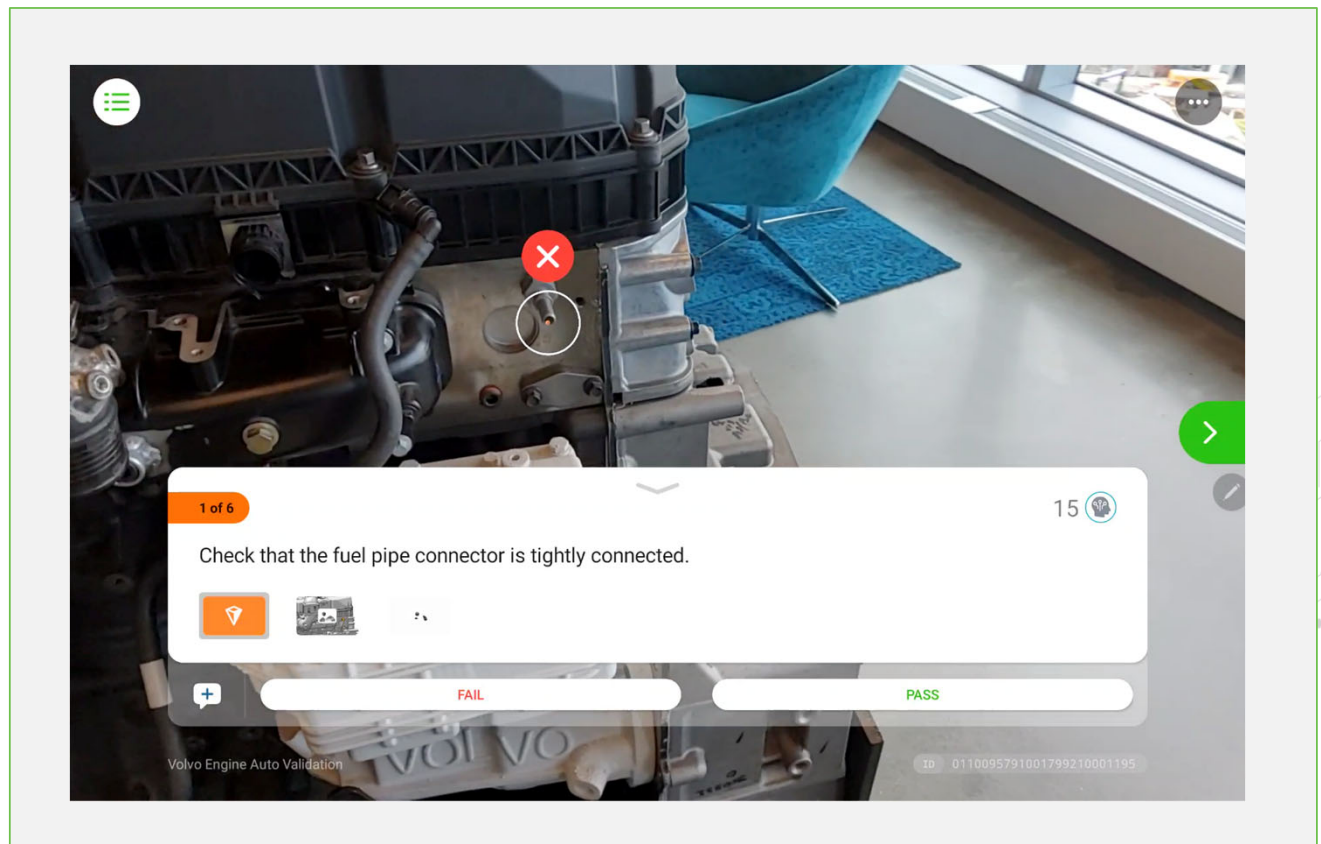 1 of 6
15
Check that the fuel pipe connector is tightly connected.
FAIL
PASS
VOLVO
Volvo Engine Auto Validation
ID 0110095791001799210001195